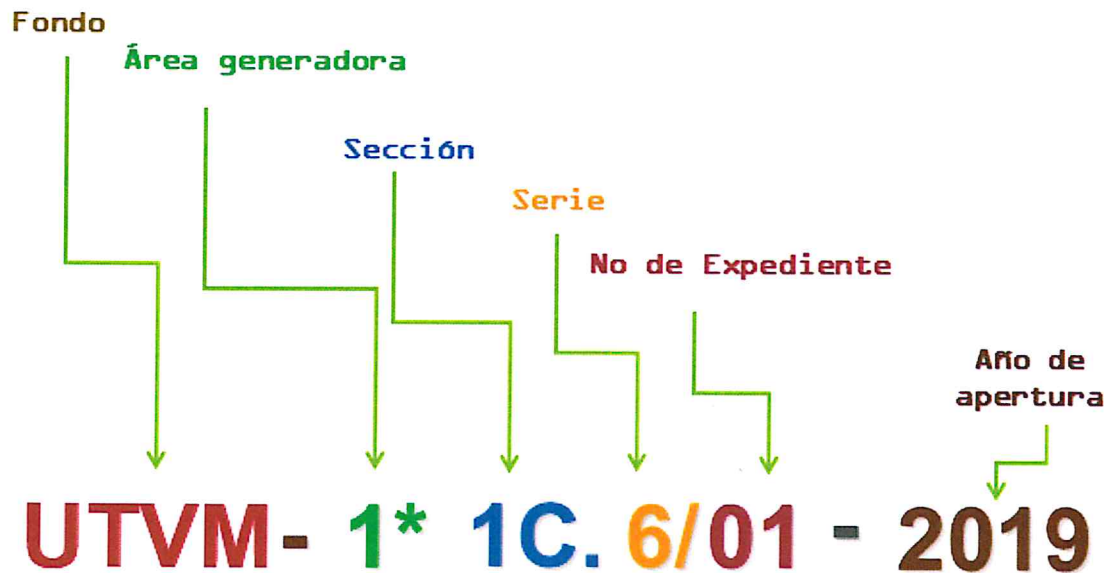 Fondo
Área generadora
Sección
Serie
No de Expediente
Año de
apertura
UTVM- 1* 1C. 6/01 - 2019